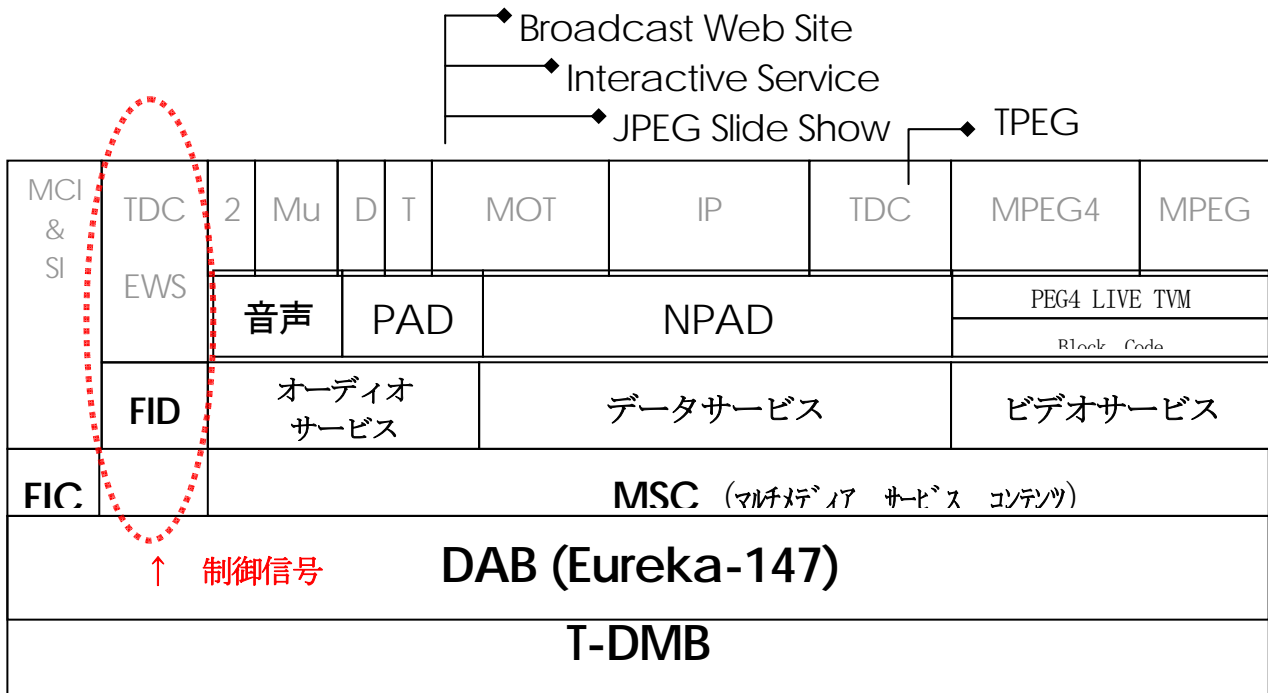 Broadcast Web Site
Interactive Service
JPEG Slide Show
TPEG
MCI
&
SI
TDC
EWS
2
Mu
D
T
MOT
IP
TDC
MPEG4
MPEG
音声
PAD
NPAD
PEG4 LIVE TVM
Block Code
FID
オーディオ
サービス
データサービス
ビデオサービス
FIC
MSC (マルチメディア サービス コンテンツ)
↑ 制御信号
DAB (Eureka-147)
T-DMB